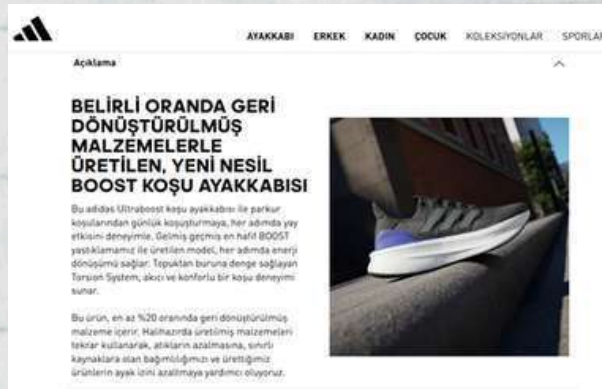 AYAKKABI ERKEK KADIN ÇOCUK KOLEKSİYONLAR SPORLAR
Açıklama
BELİRLİ ORANDA GERİ
DÖNÜŞTÜRÜLMÜŞ
MALZEMELERLE
ÜRETİLEN, YENİ NESİL
BOOST KOŞU AYAKKABISI
Bu adidas Ultraboost koşu ayakkabısı ile parkur
koşularından günlük koşuşturmaya, her adımda yay
etkisini deneyimle. Gelmiş geçmiş en hafif BOOST
yastıklamamız ile üretilen model, her adımda enerji
dönüşümü sağlar. Topuktan buruna denge sağlayan
Torsion System, akıcı ve konforlu bir koşu deneyimi
sunar.
Bu ürün, en az %20 oranında geri dönüştürülmüş
malzeme içerir. Halihazırda üretilmiş malzemeleri
tekrar kullanarak, atıkların azalmasına, sınırlı
kaynaklara olan bağımlılığımızı ve ürettiğimiz
ürünlerin ayak izini azaltmaya yardımcı oluyoruz.